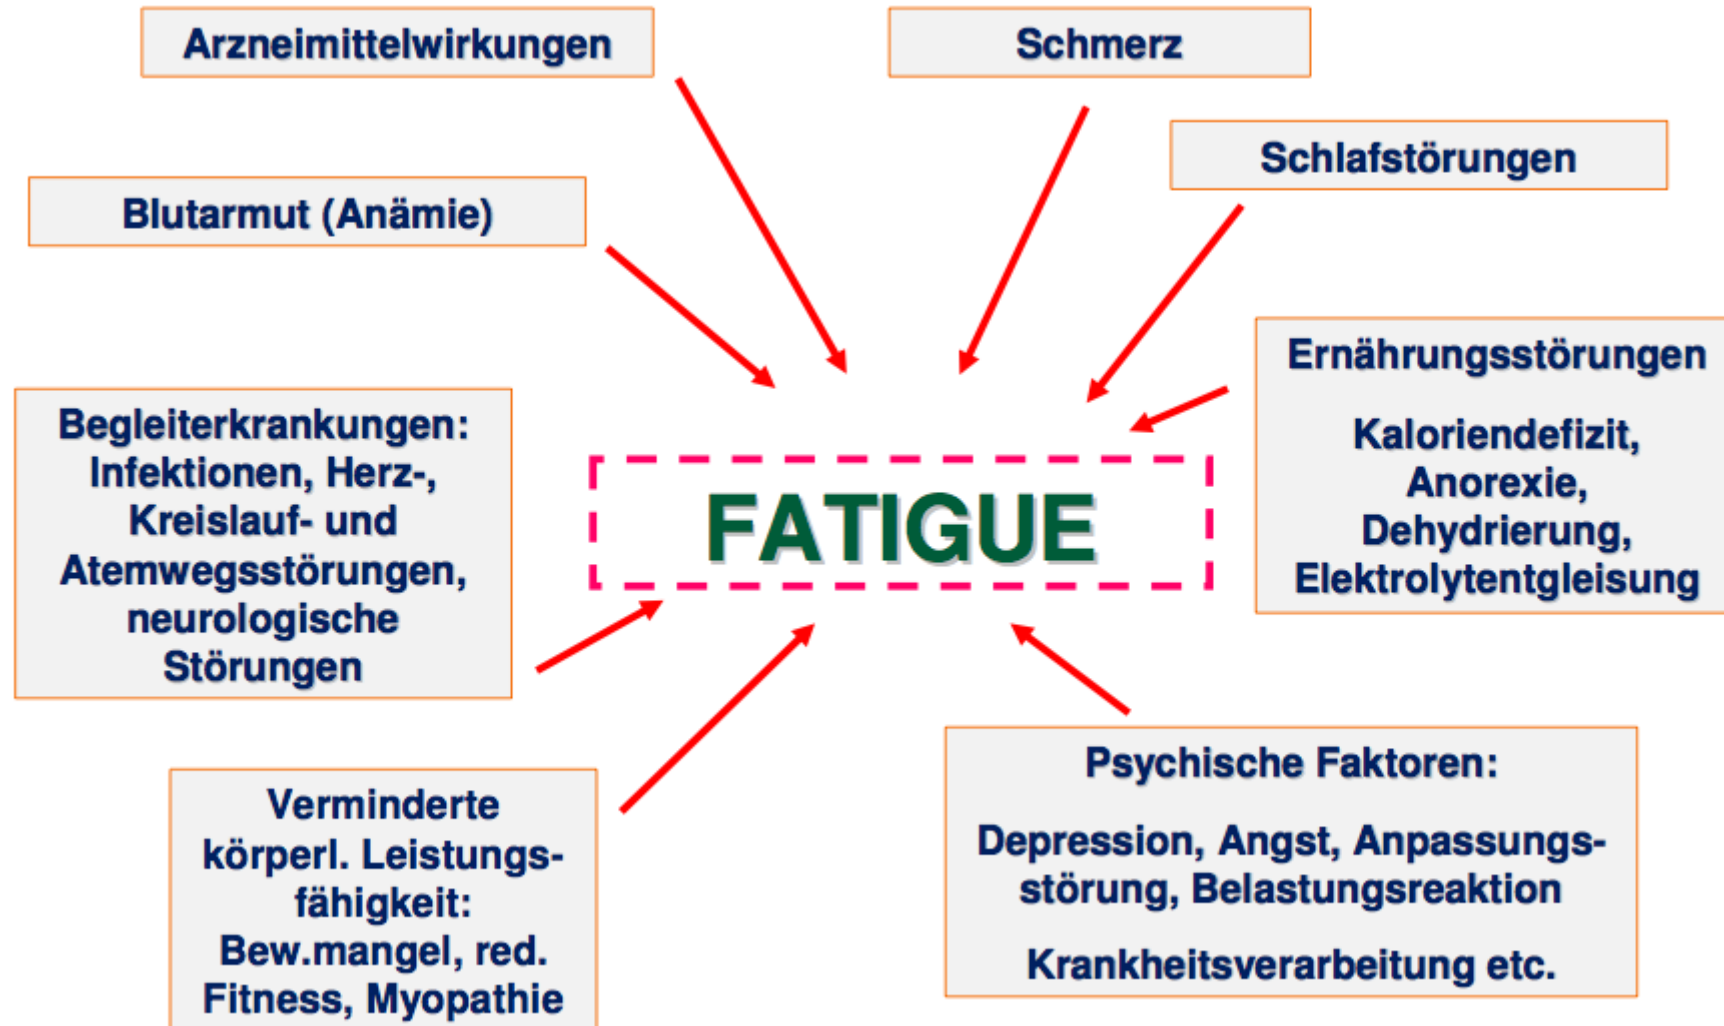 Arzneimittelwirkungen
Schmerz
Schlafstörungen
Blutarmut (Anämie)
Ernährungsstörungen
Kaloriendefizit,
Anorexie,
Dehydrierung,
Elektrolytentgleisung
Begleiterkrankungen:
Infektionen, Herz-,
Kreislauf- und
Atemwegsstörungen,
neurologische
Störungen
FATIGUE
Verminderte
körperl. Leistungs-
fähigkeit:
Bew.mangel, red.
Fitness, Myopathie
Psychische Faktoren:
Depression, Angst, Anpassungs-
störung, Belastungsreaktion
Krankheitsverarbeitung etc.